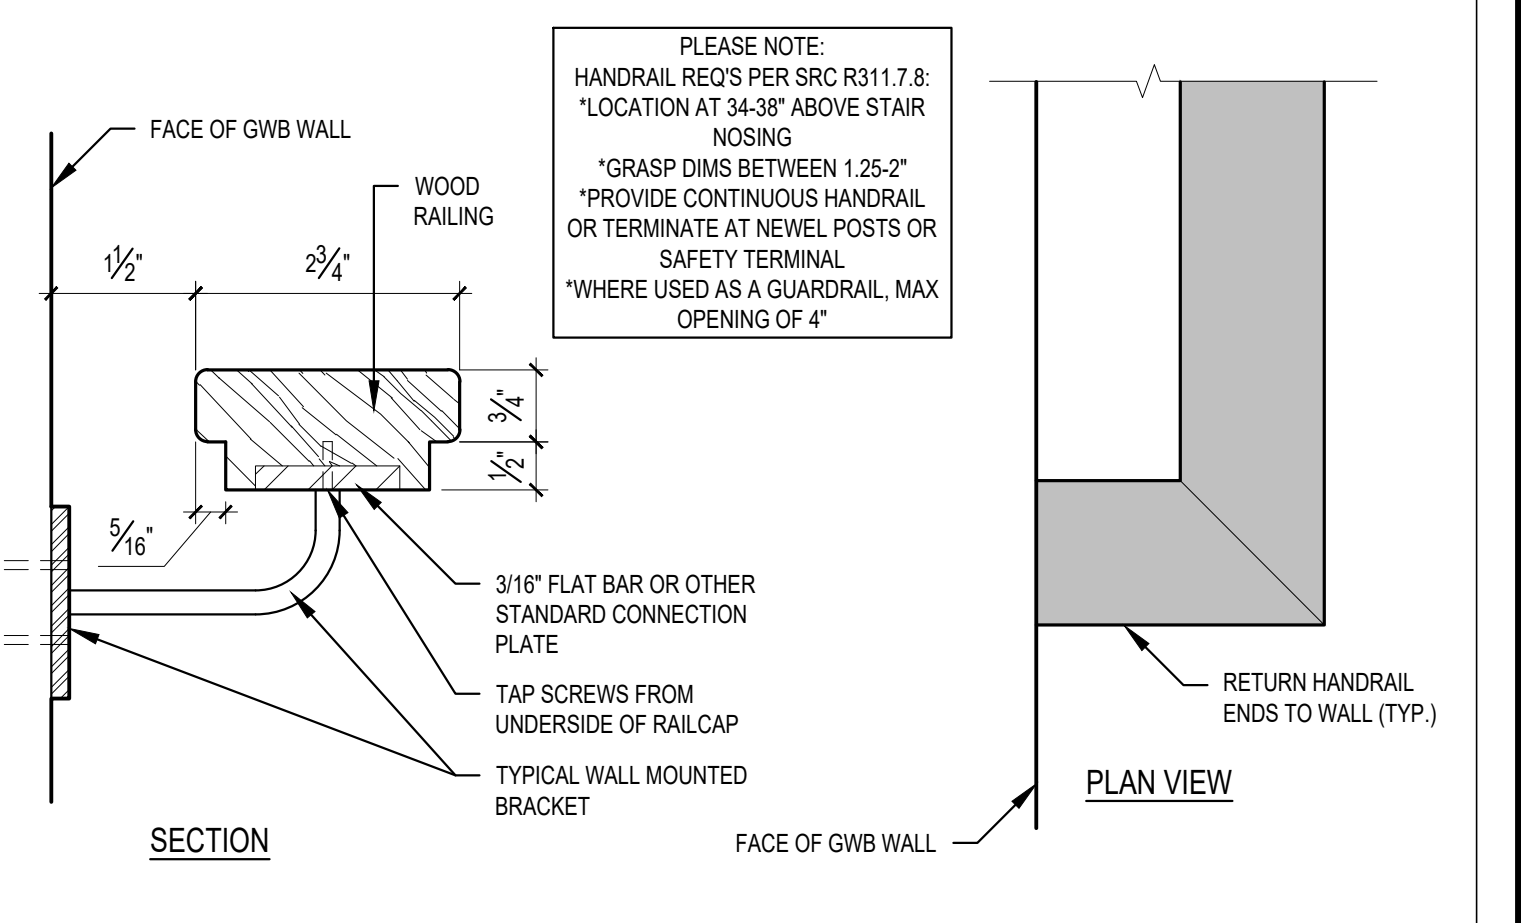 PLEASE NOTE:
HANDRAIL REQ'S PER SRC R311.7.8:
*LOCATION AT 34-38" ABOVE STAIR
NOSING
*GRASP DIMS BETWEEN 1.25-2"
*PROVIDE CONTINUOUS HANDRAIL
OR TERMINATE AT NEWEL POSTS OR
SAFETY TERMINAL
*WHERE USED AS A GUARDRAIL, MAX
OPENING OF 4"
FACE OF GWB WALL
WOOD
RAILING
1 1/2"
2 3/4"
3/4"
1/2"
5/16"
3/16" FLAT BAR OR OTHER
STANDARD CONNECTION
PLATE
TAP SCREWS FROM
UNDERSIDE OF RAILCAP
TYPICAL WALL MOUNTED
BRACKET
SECTION
RETURN HANDRAIL
ENDS TO WALL (TYP.)
PLAN VIEW
FACE OF GWB WALL